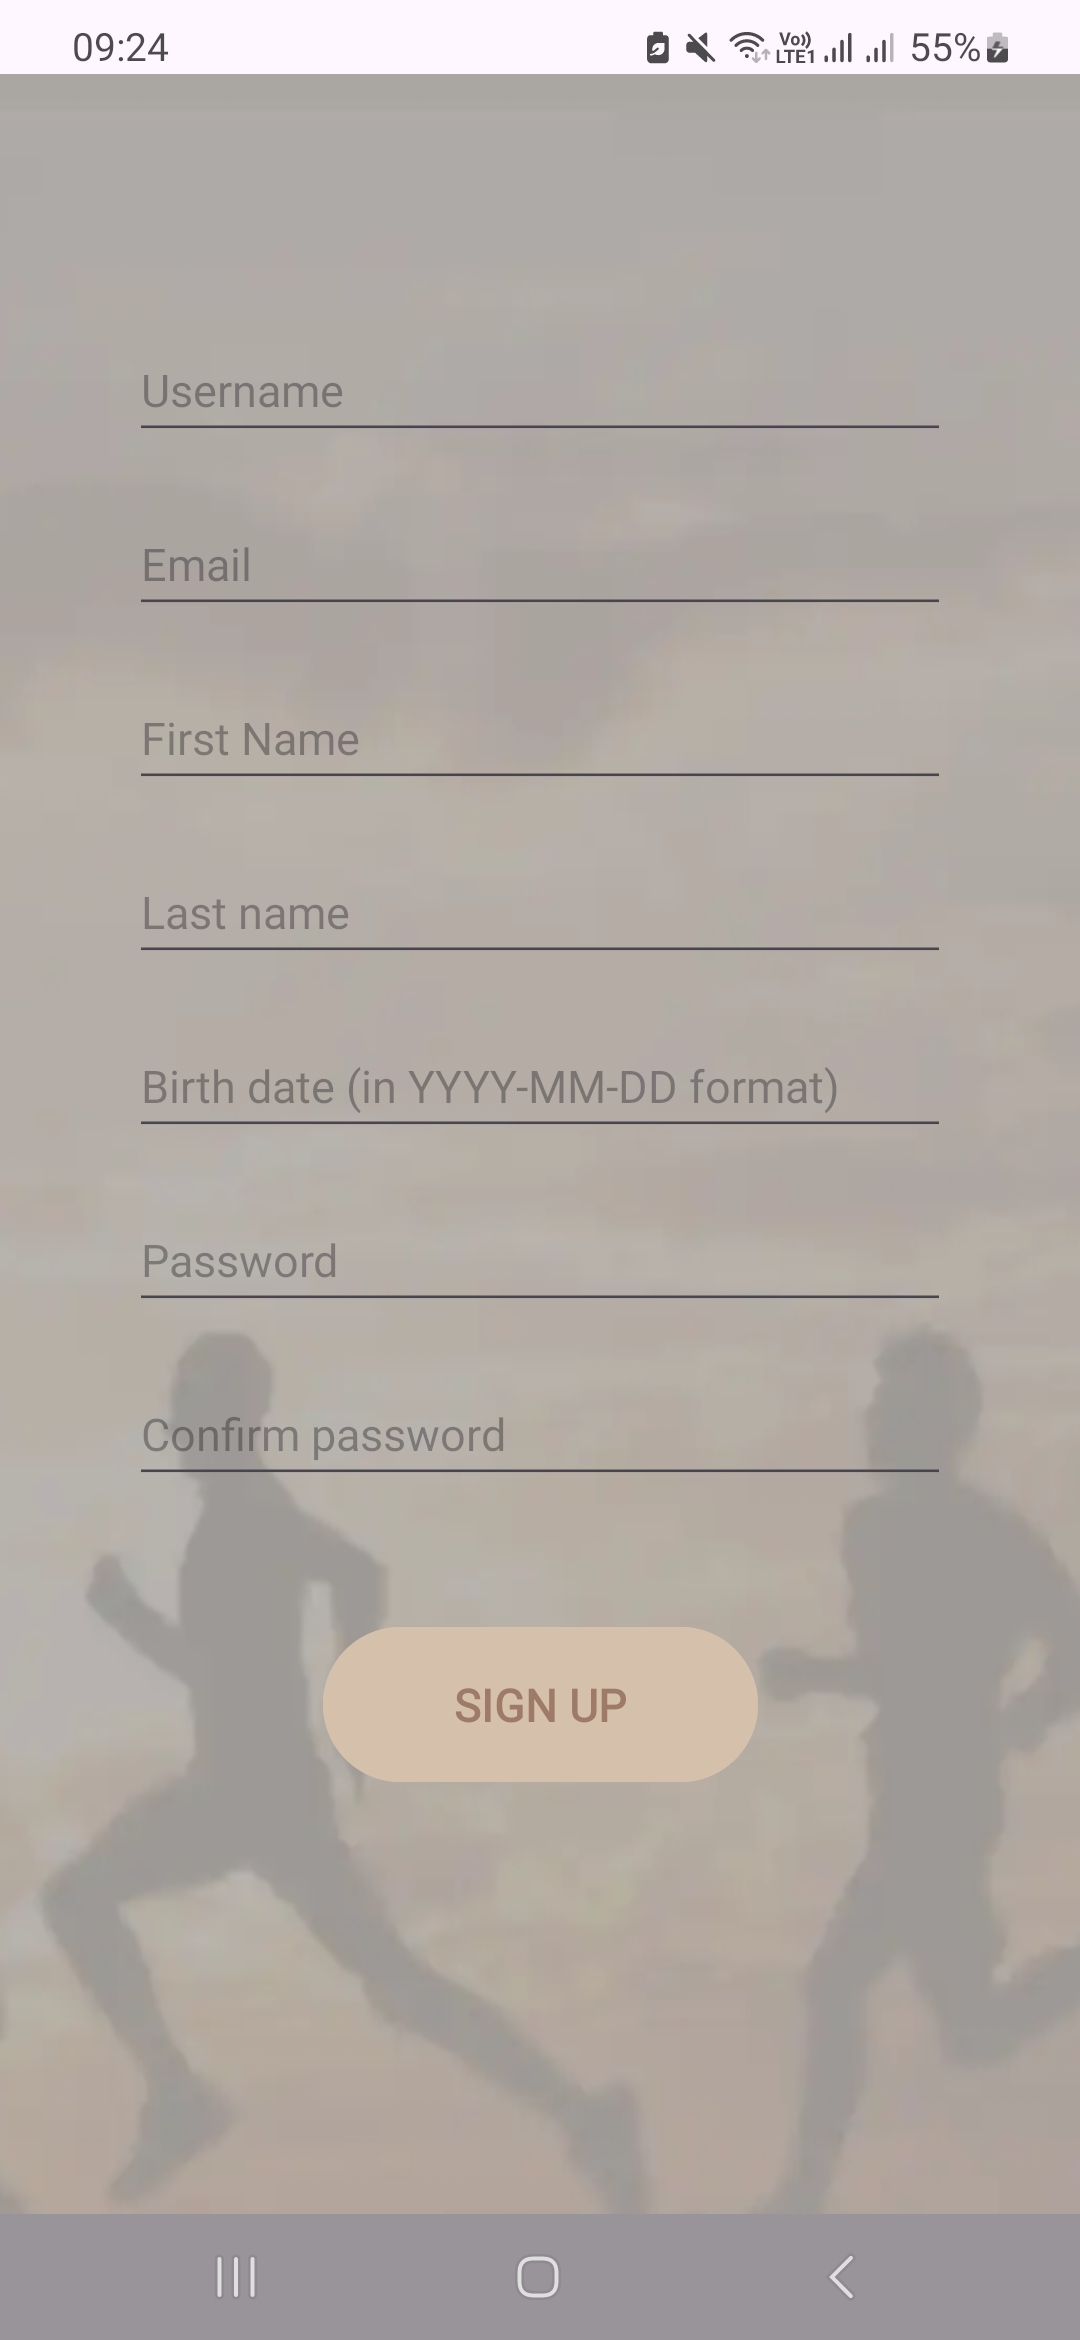 09:24 Vo)) LTE1 55%
Username
Email
First Name
Last name
Birth date (in YYYY-MM-DD format)
Password
Confirm password
SIGN UP